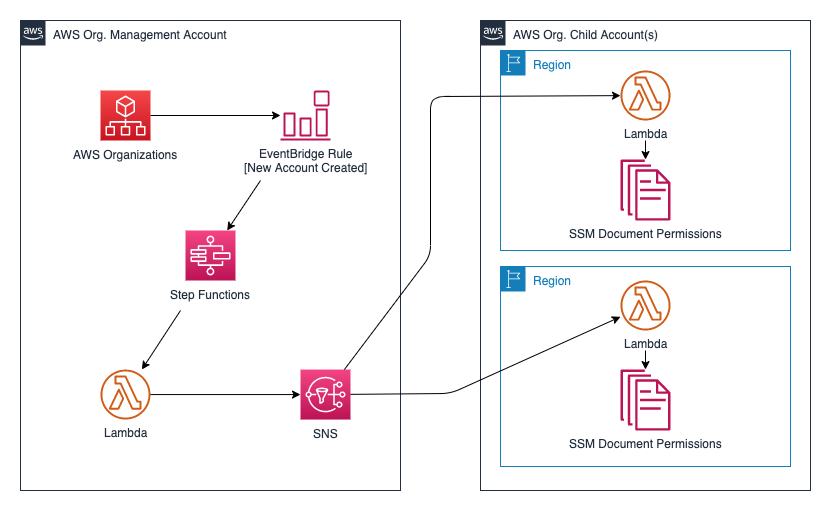 aws
AWS Org. Management Account
AWS Organizations
EventBridge Rule
[New Account Created]
Step Functions
Lambda
SNS
aws
AWS Org. Child Account(s)
Region
Lambda
SSM Document Permissions
Region
Lambda
SSM Document Permissions